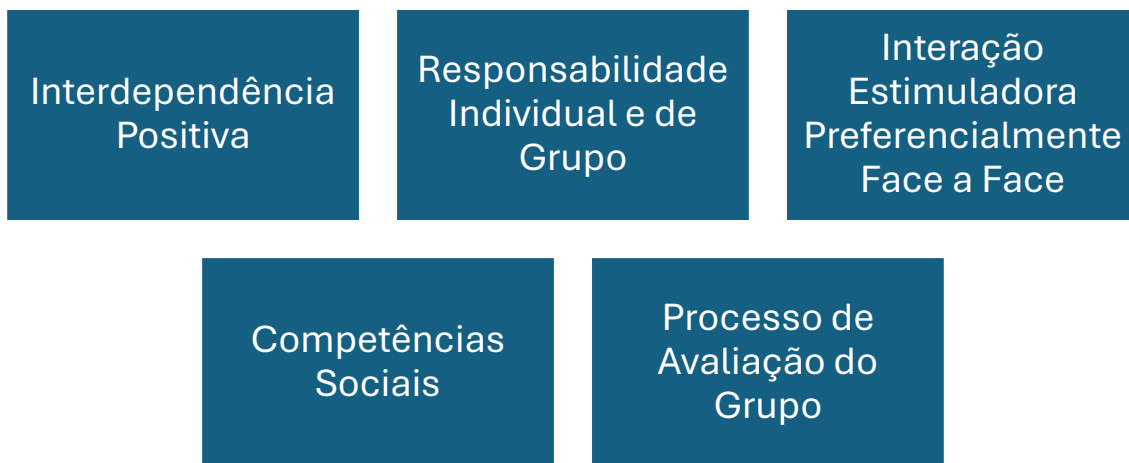 Interdependência
Positiva
Responsabilidade
Individual e de
Grupo
Interação
Estimuladora
Preferencialmente
Face a Face
Competências
Sociais
Processo de
Avaliação do
Grupo